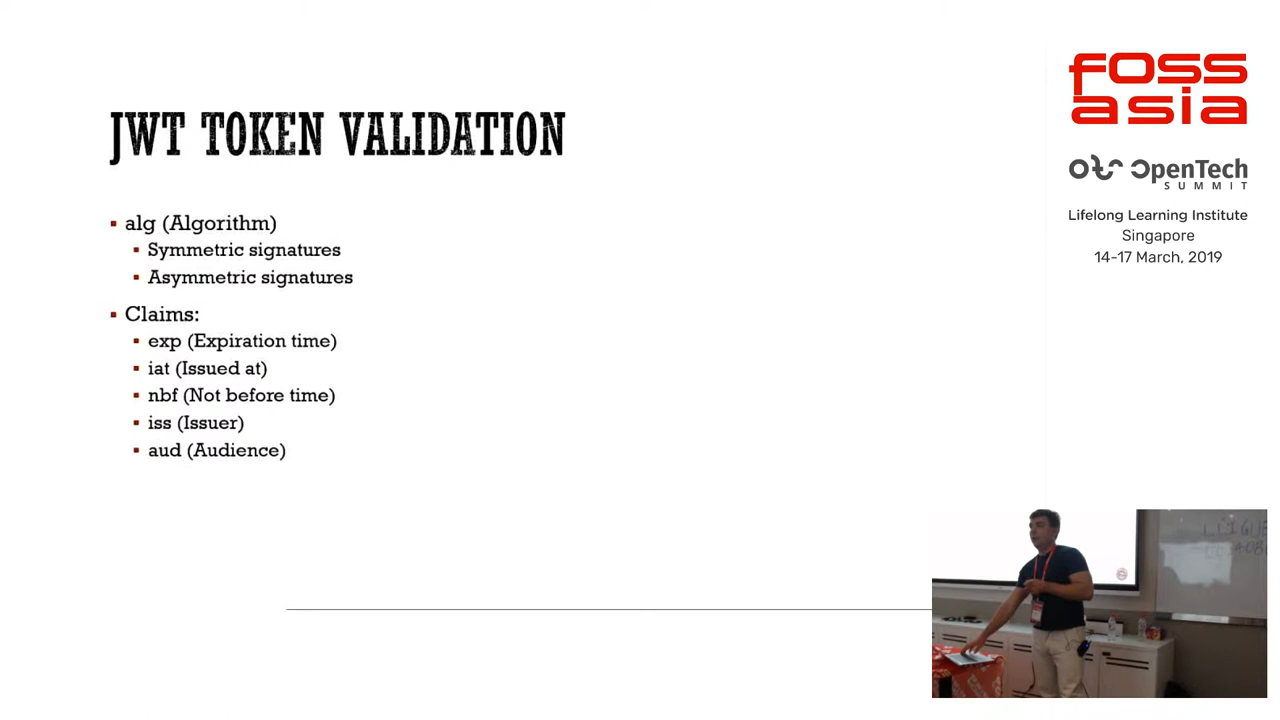 JWT TOKEN VALIDATION
alg (Algorithm)
Symmetric signatures
Asymmetric signatures
Claims:
exp (Expiration time)
iat (Issued at)
nbf (Not before time)
iss (Issuer)
aud (Audience)
FOSS
asia
OpenTech
SUMMIT
Lifelong Learning Institute
Singapore
14-17 March, 2019